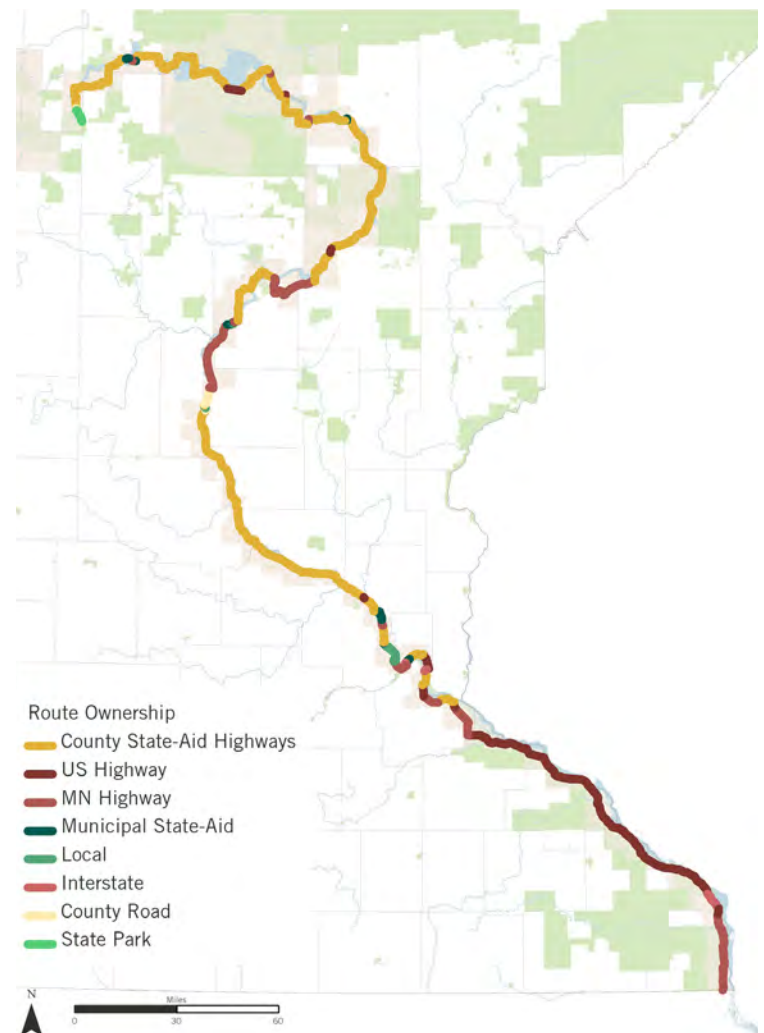 Route Ownership
County State-Aid Highways
US Highway
MN Highway
Municipal State-Aid
Local
Interstate
County Road
State Park
N
Miles
0 30 60